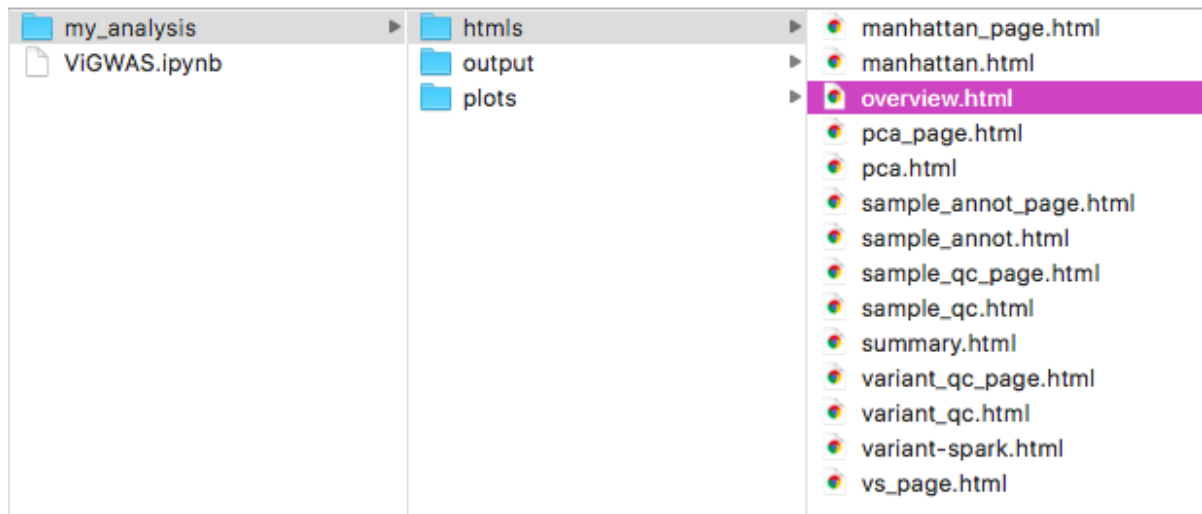 my_analysis
ViGWAS.ipynb
htmls
output
plots
manhattan_page.html
manhattan.html
overview.html
pca_page.html
pca.html
sample_annot_page.html
sample_annot.html
sample_qc_page.html
sample_qc.html
summary.html
variant_qc_page.html
variant_qc.html
variant-spark.html
vs_page.html